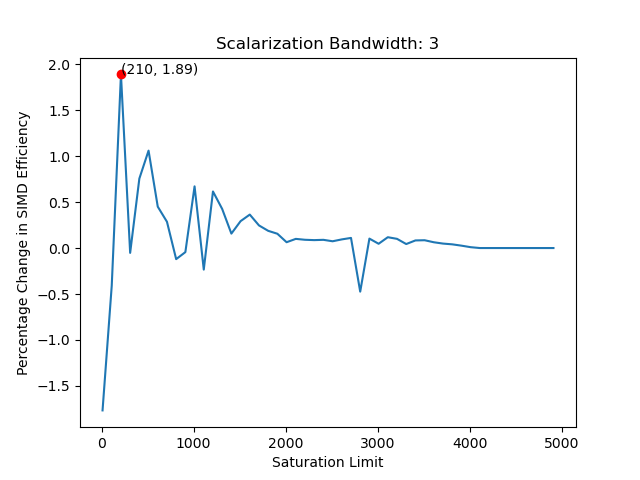 Scalarization Bandwidth: 3
(210, 1.89)
2.0
1.5
1.0
0.5
0.0
−0.5
−1.0
−1.5
Percentage Change in SIMD Efficiency
0 1000 2000 3000 4000 5000
Saturation Limit